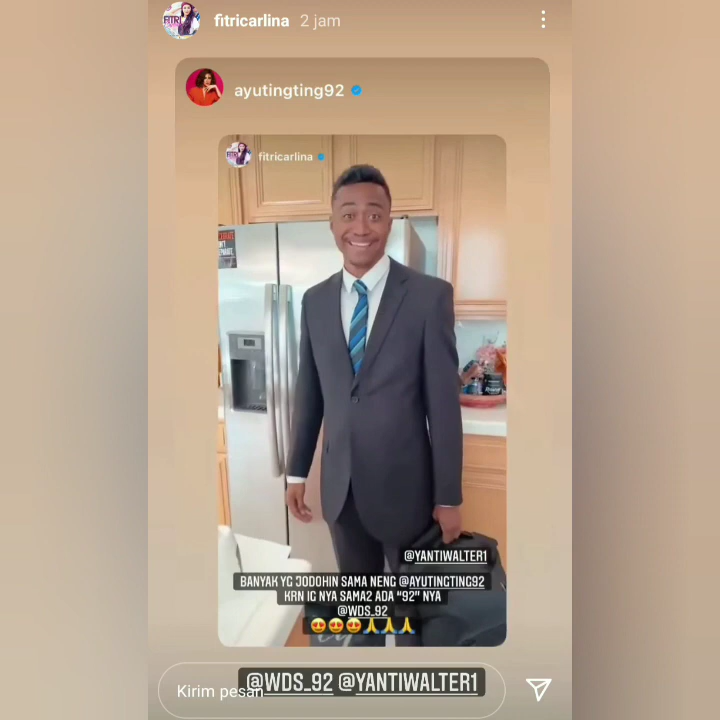 fitricarlina 2 jam
ayutingting92
fitricarlina
@YANTIWALTER1
BANYAK YG JODOHIN SAMA NENG @AYUTINGTING92
KRN IG NYA SAMA2 ADA “92” NYA
@WDS_92
😍😍😍🙏🙏🙏
@WDS_92 @YANTIWALTER1
Kirim pesan